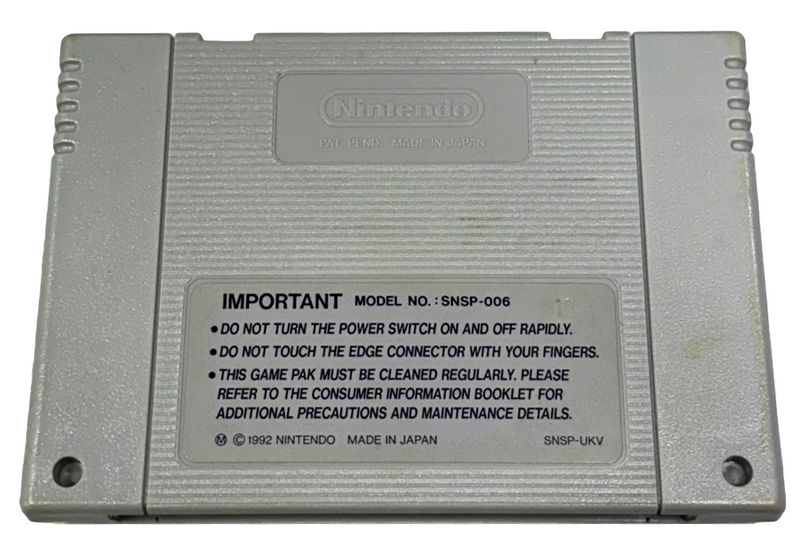 Nintendo
PAT. PEND. MADE IN JAPAN
IMPORTANT MODEL NO. : SNSP-006
• DO NOT TURN THE POWER SWITCH ON AND OFF RAPIDLY.
• DO NOT TOUCH THE EDGE CONNECTOR WITH YOUR FINGERS.
• THIS GAME PAK MUST BE CLEANED REGULARLY. PLEASE
REFER TO THE CONSUMER INFORMATION BOOKLET FOR
ADDITIONAL PRECAUTIONS AND MAINTENANCE DETAILS.
Ⓜ © 1992 NINTENDO MADE IN JAPAN SNSP-UKV